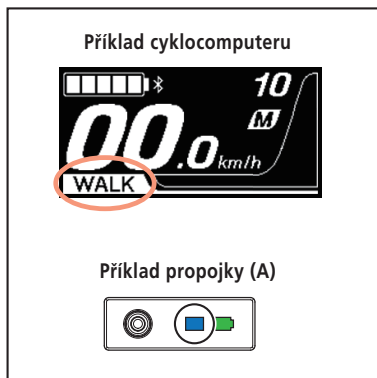 Příklad cyklocomputeru
10
M
00.0 km/h
WALK
Příklad propojky (A)